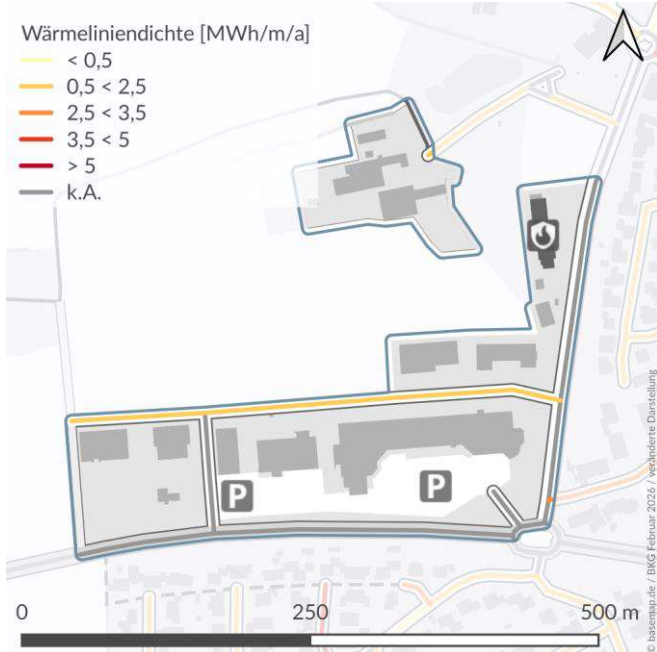 Wärmeliniendichte [MWh/m/a]
< 0,5
0,5 < 2,5
2,5 < 3,5
3,5 < 5
> 5
k.A.
P
P
0
250
500 m
© basemap.de / BKG Februar 2026 / veränderte Darstellung